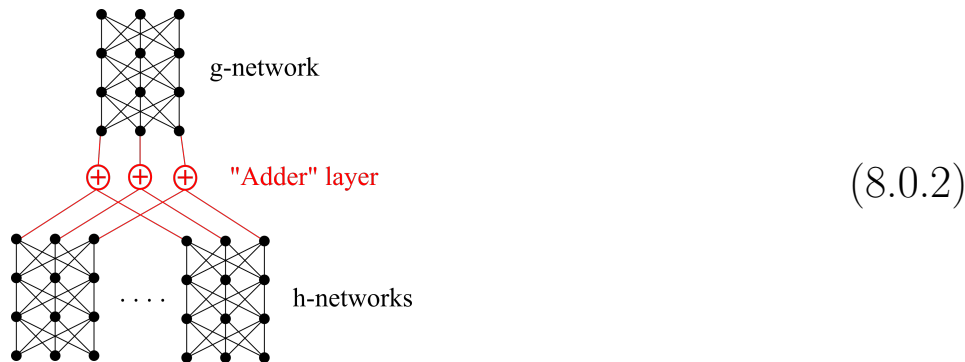 g-network
"Adder" layer
(8.0.2)
. . . .
h-networks